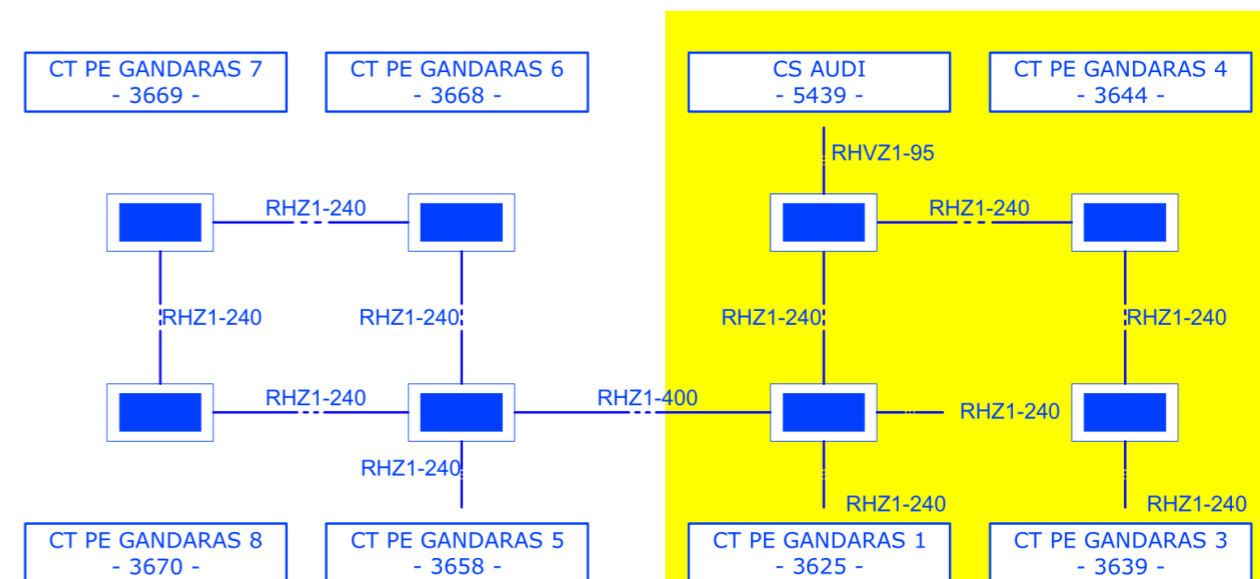 CT PE GANDARAS 7
- 3669 -
CT PE GANDARAS 6
- 3668 -
CS AUDI
- 5439 -
CT PE GANDARAS 4
- 3644 -
RHVZ1-95
RHZ1-240
RHZ1-240
RHZ1-240
RHZ1-240
RHZ1-240
RHZ1-240
RHZ1-240
RHZ1-400
RHZ1-240
RHZ1-240
RHZ1-240
RHZ1-240
RHZ1-240
CT PE GANDARAS 8
- 3670 -
CT PE GANDARAS 5
- 3658 -
CT PE GANDARAS 1
- 3625 -
CT PE GANDARAS 3
- 3639 -